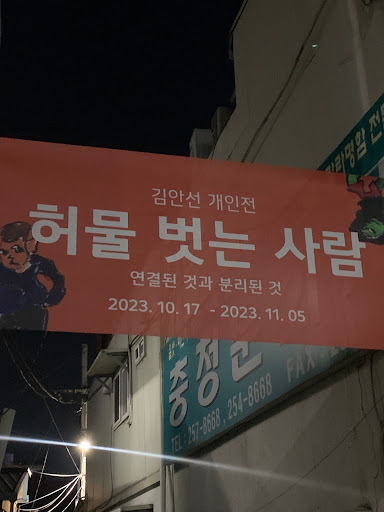 김안선 개인전
허물 벗는 사람
연결된 것과 분리된 것
2023. 10. 17 - 2023. 11. 05
충정
TEL : 257-8668, 254-8668 FAX